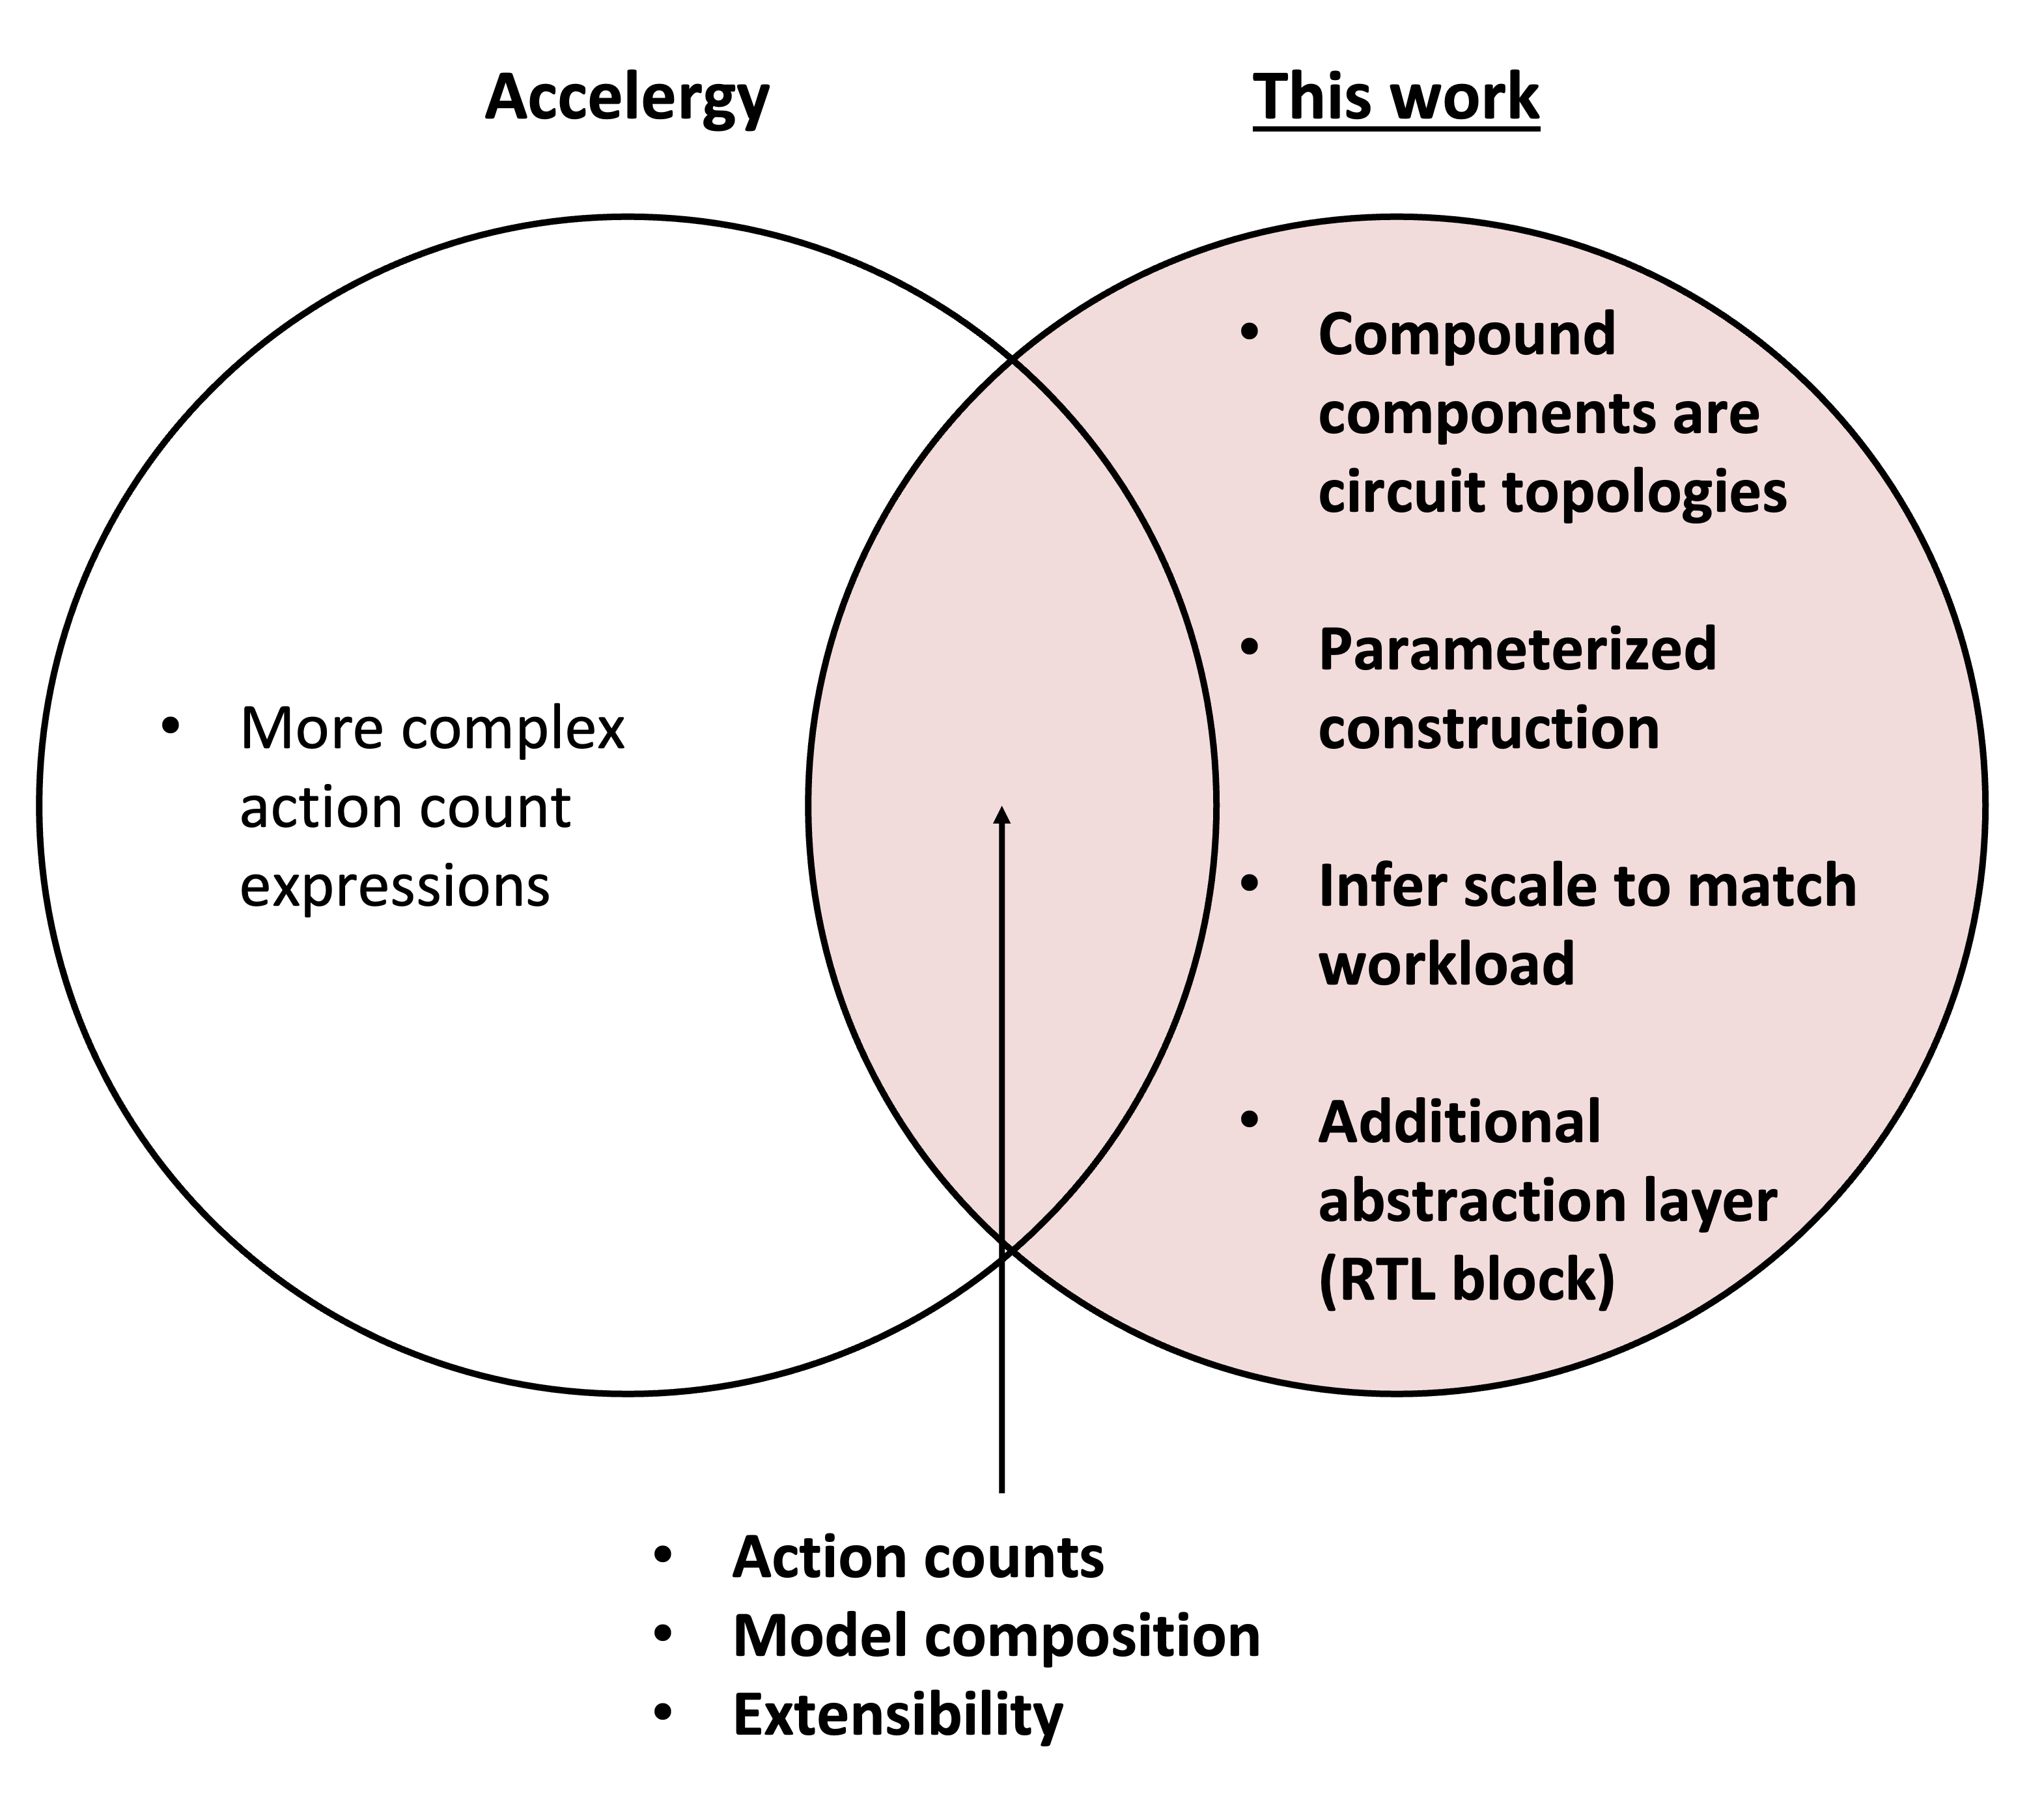 Accelergy
This work
• More complex
action count
expressions
• Compound
components are
circuit topologies
• Parameterized
construction
• Infer scale to match
workload
• Additional
abstraction layer
(RTL block)
• Action counts
• Model composition
• Extensibility